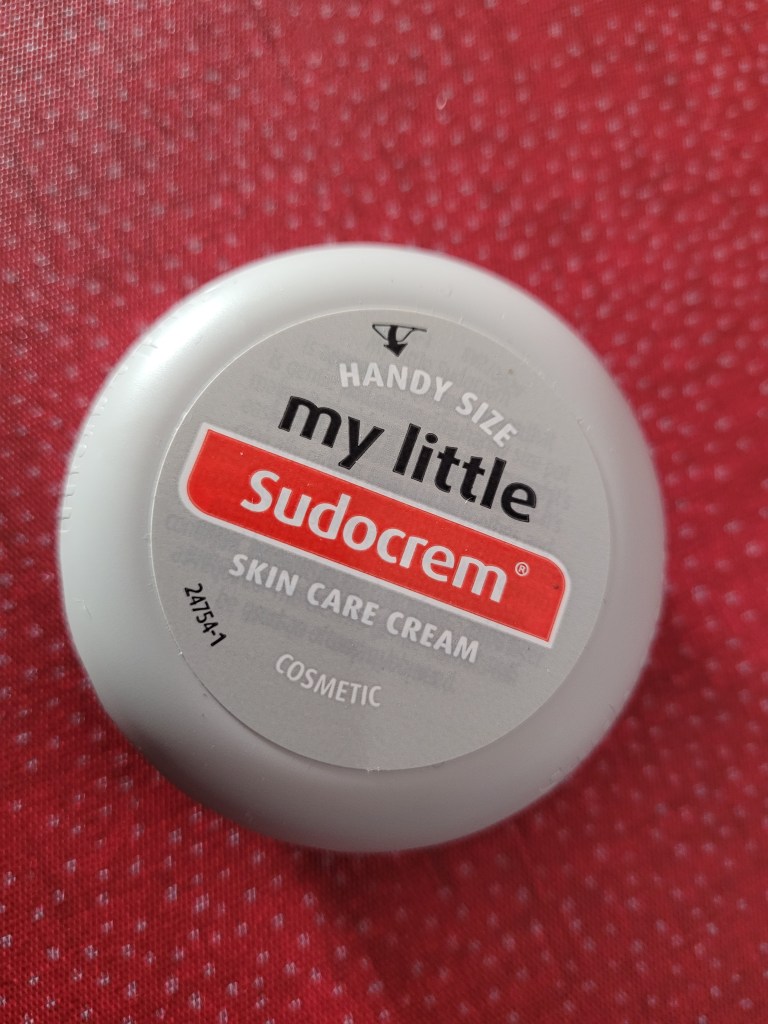 HANDY SIZE
my little
Sudocrem®
SKIN CARE CREAM
24754-1
COSMETIC